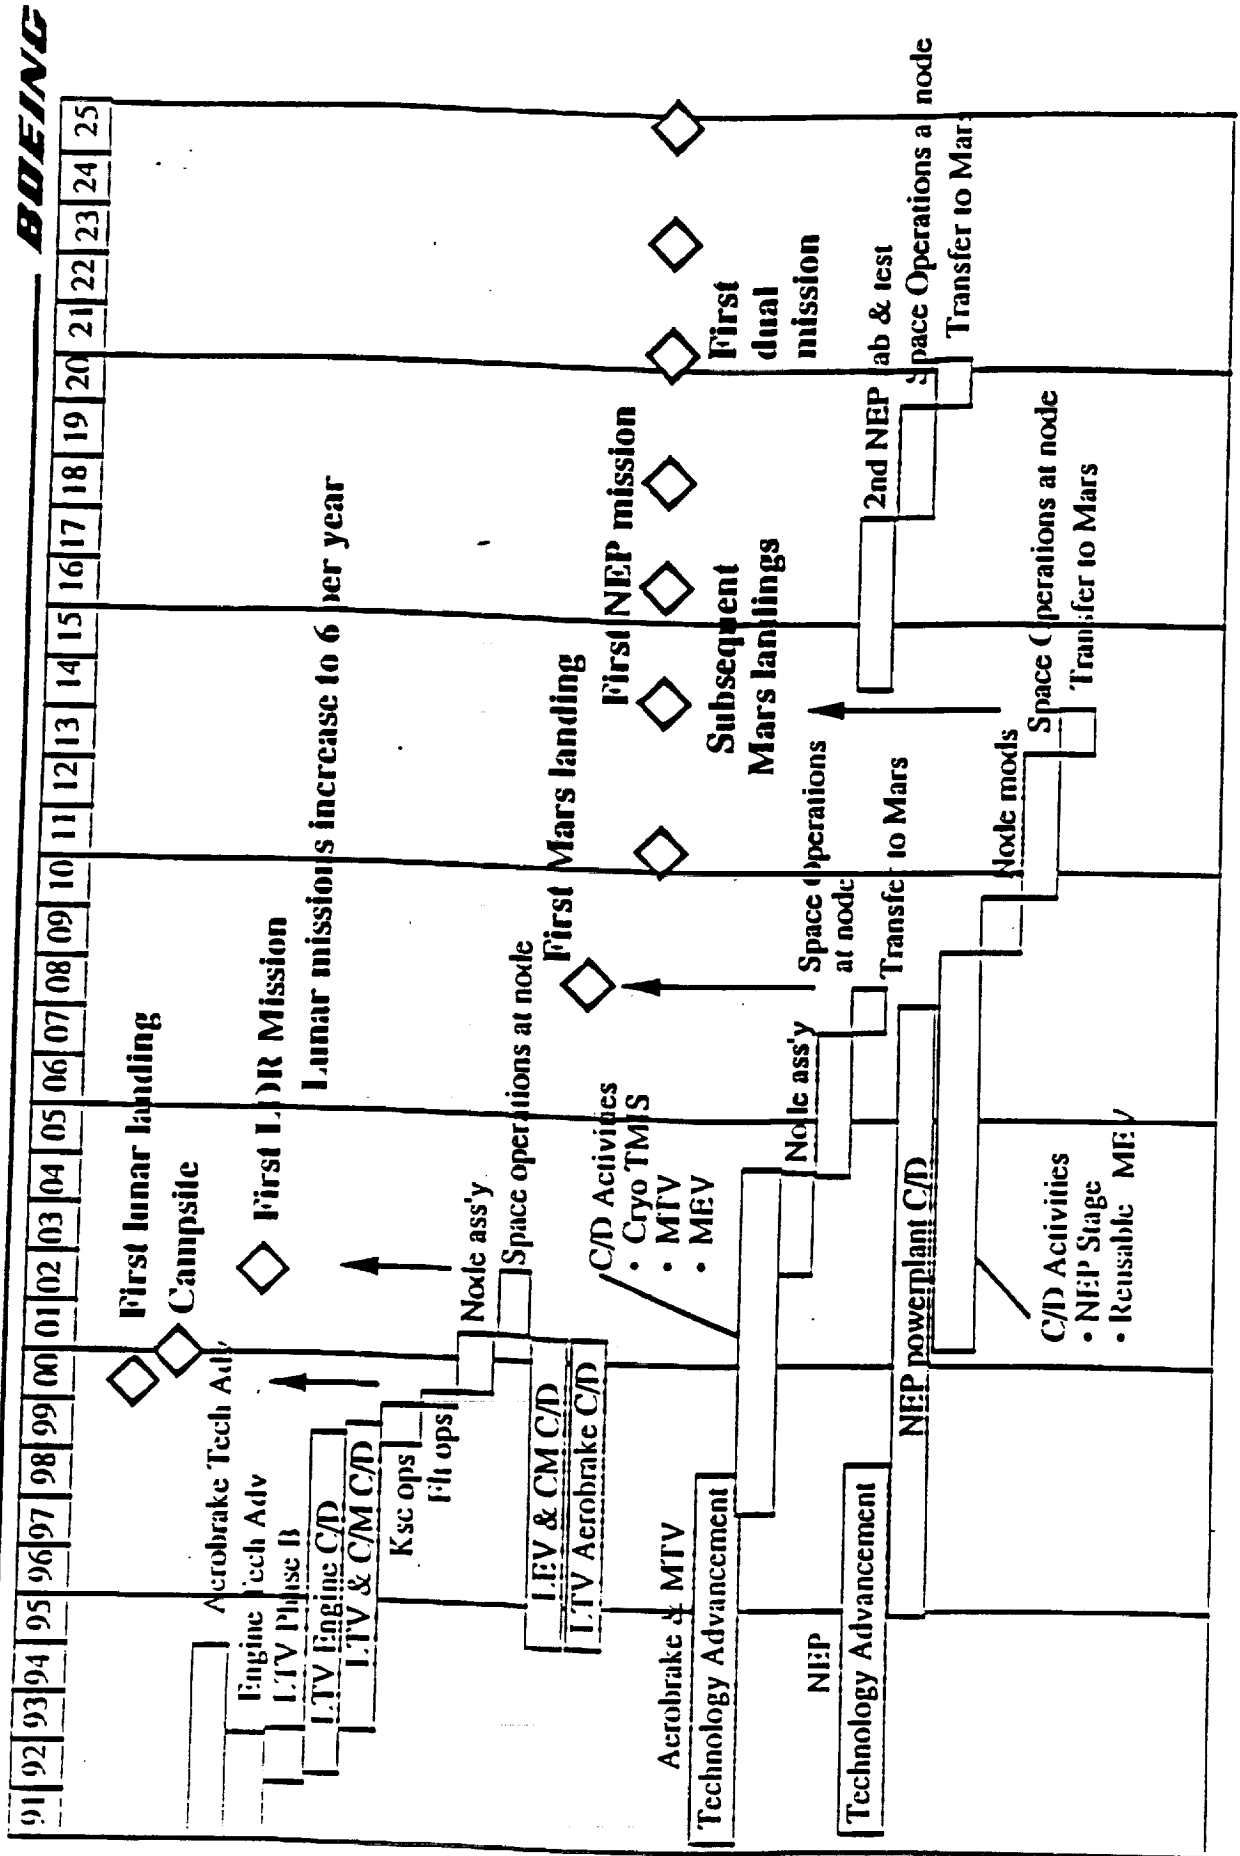 BOEING
91 92 93 94 95 96 97 98 99 00 01 02 03 04 05 06 07 08 09 10 11 12 13 14 15 16 17 18 19 20 21 22 23 24 25
First lunar landing
Campsite
First LOR Mission
Lunar missions increase to 6 per year
Aerobrake Tech Adv
Engine Tech Adv
LTV Phase B
LTV Engine C/D
LTV & C/M C/D
Ksc ops
Flt ops
Node ass'y
Space operations at node
LEV & CM C/D
LTV Aerobrake C/D
First Mars landing
First NEP mission
Subsequent
Mars landings
First
dual
mission
C/D Activities
• Cryo TMIS
• MTV
• MEV
Aerobrake & MTV
Technology Advancement
Node ass'y
Space Operations
at node
Transfer to Mars
NEP
Technology Advancement
NEP powerplant C/D
C/D Activities
• NEP Stage
• Reusable MEV
Node mods
Space Operations at node
Transfer to Mars
2nd NEP fab & test
Space Operations a node
Transfer to Mars